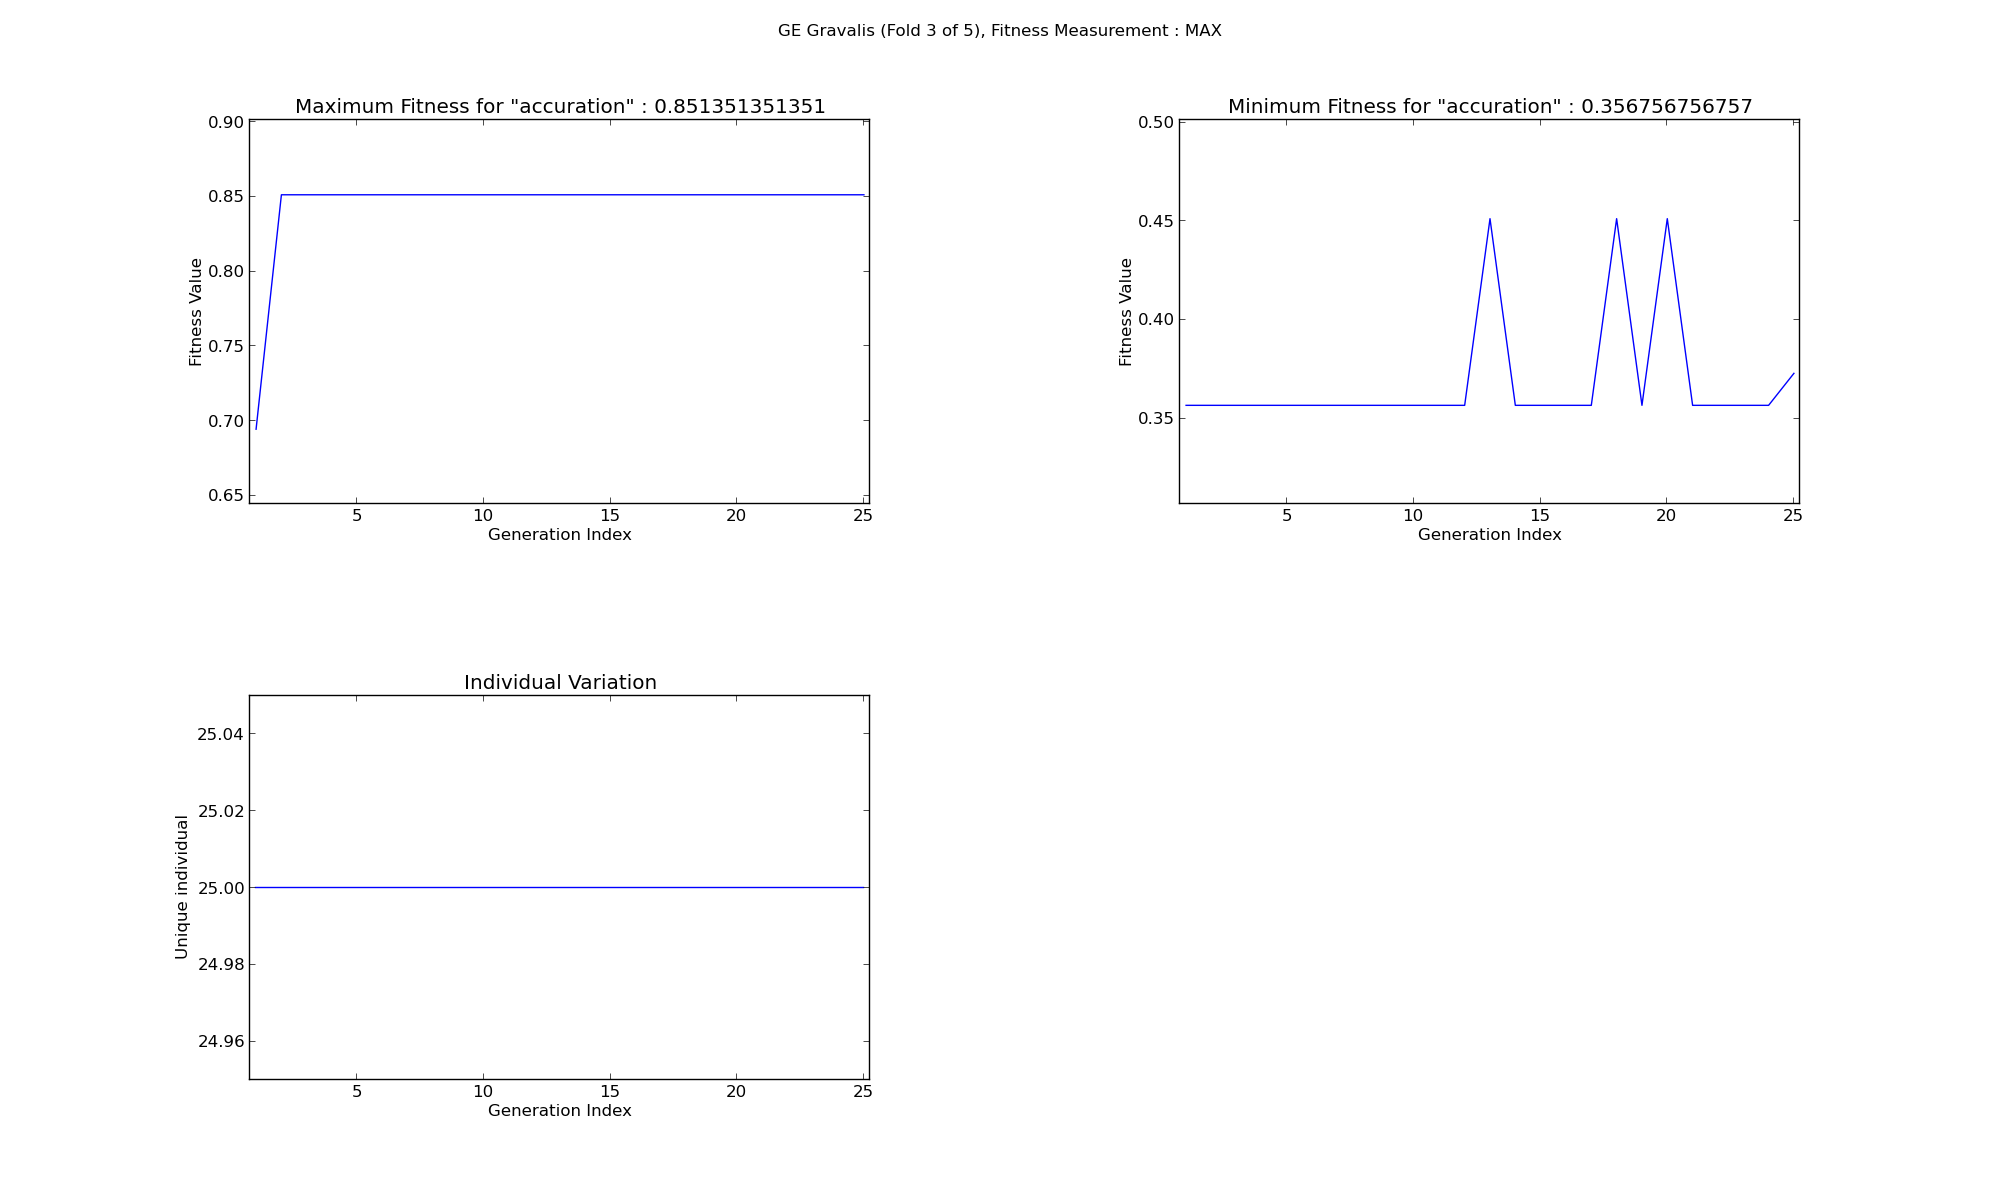 GE Gravalis (Fold 3 of 5), Fitness Measurement : MAX
Maximum Fitness for "accuration" : 0.851351351351
0.90
0.85
0.80
0.75
0.70
0.65
Fitness Value
5 10 15 20 25
Generation Index
Minimum Fitness for "accuration" : 0.356756756757
0.50
0.45
0.40
0.35
Fitness Value
5 10 15 20 25
Generation Index
Individual Variation
25.04
25.02
25.00
24.98
24.96
Unique individual
5 10 15 20 25
Generation Index